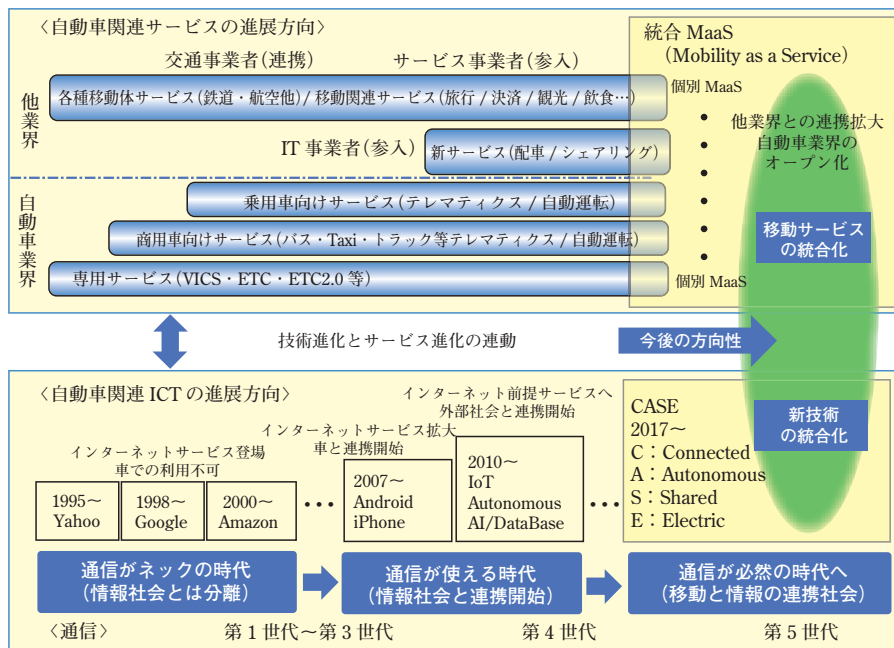 〈自動車関連サービスの進展方向〉
統合 MaaS
（Mobility as a Service）
交通事業者（連携）
サービス事業者（参入）
他業界
各種移動体サービス（鉄道・航空他）/ 移動関連サービス（旅行 / 決済 / 観光 / 飲食…）
個別 MaaS
IT 事業者（参入）
新サービス（配車 / シェアリング）
他業界との連携拡大
自動車業界の
オープン化
自動車業界
乗用車向けサービス（テレマティクス / 自動運転）
商用車向けサービス（バス・Taxi・トラック等テレマティクス / 自動運転）
専用サービス（VICS・ETC・ETC2.0 等）
個別 MaaS
移動サービス
の統合化
技術進化とサービス進化の連動
今後の方向性
〈自動車関連 ICT の進展方向〉
インターネットサービス登場
車での利用不可
1995～
Yahoo
1998～
Google
2000～
Amazon
…
インターネットサービス拡大
車と連携開始
2007～
Android
iPhone
インターネット前提サービスへ
外部社会と連携開始
2010～
IoT
Autonomous
AI/DataBase
…
CASE
2017～
C：Connected
A：Autonomous
S：Shared
E：Electric
新技術
の統合化
通信がネックの時代
（情報社会とは分離）
通信が使える時代
（情報社会と連携開始）
通信が必然の時代へ
（移動と情報の連携社会）
〈通信〉
第 1 世代～第 3 世代
第 4 世代
第 5 世代